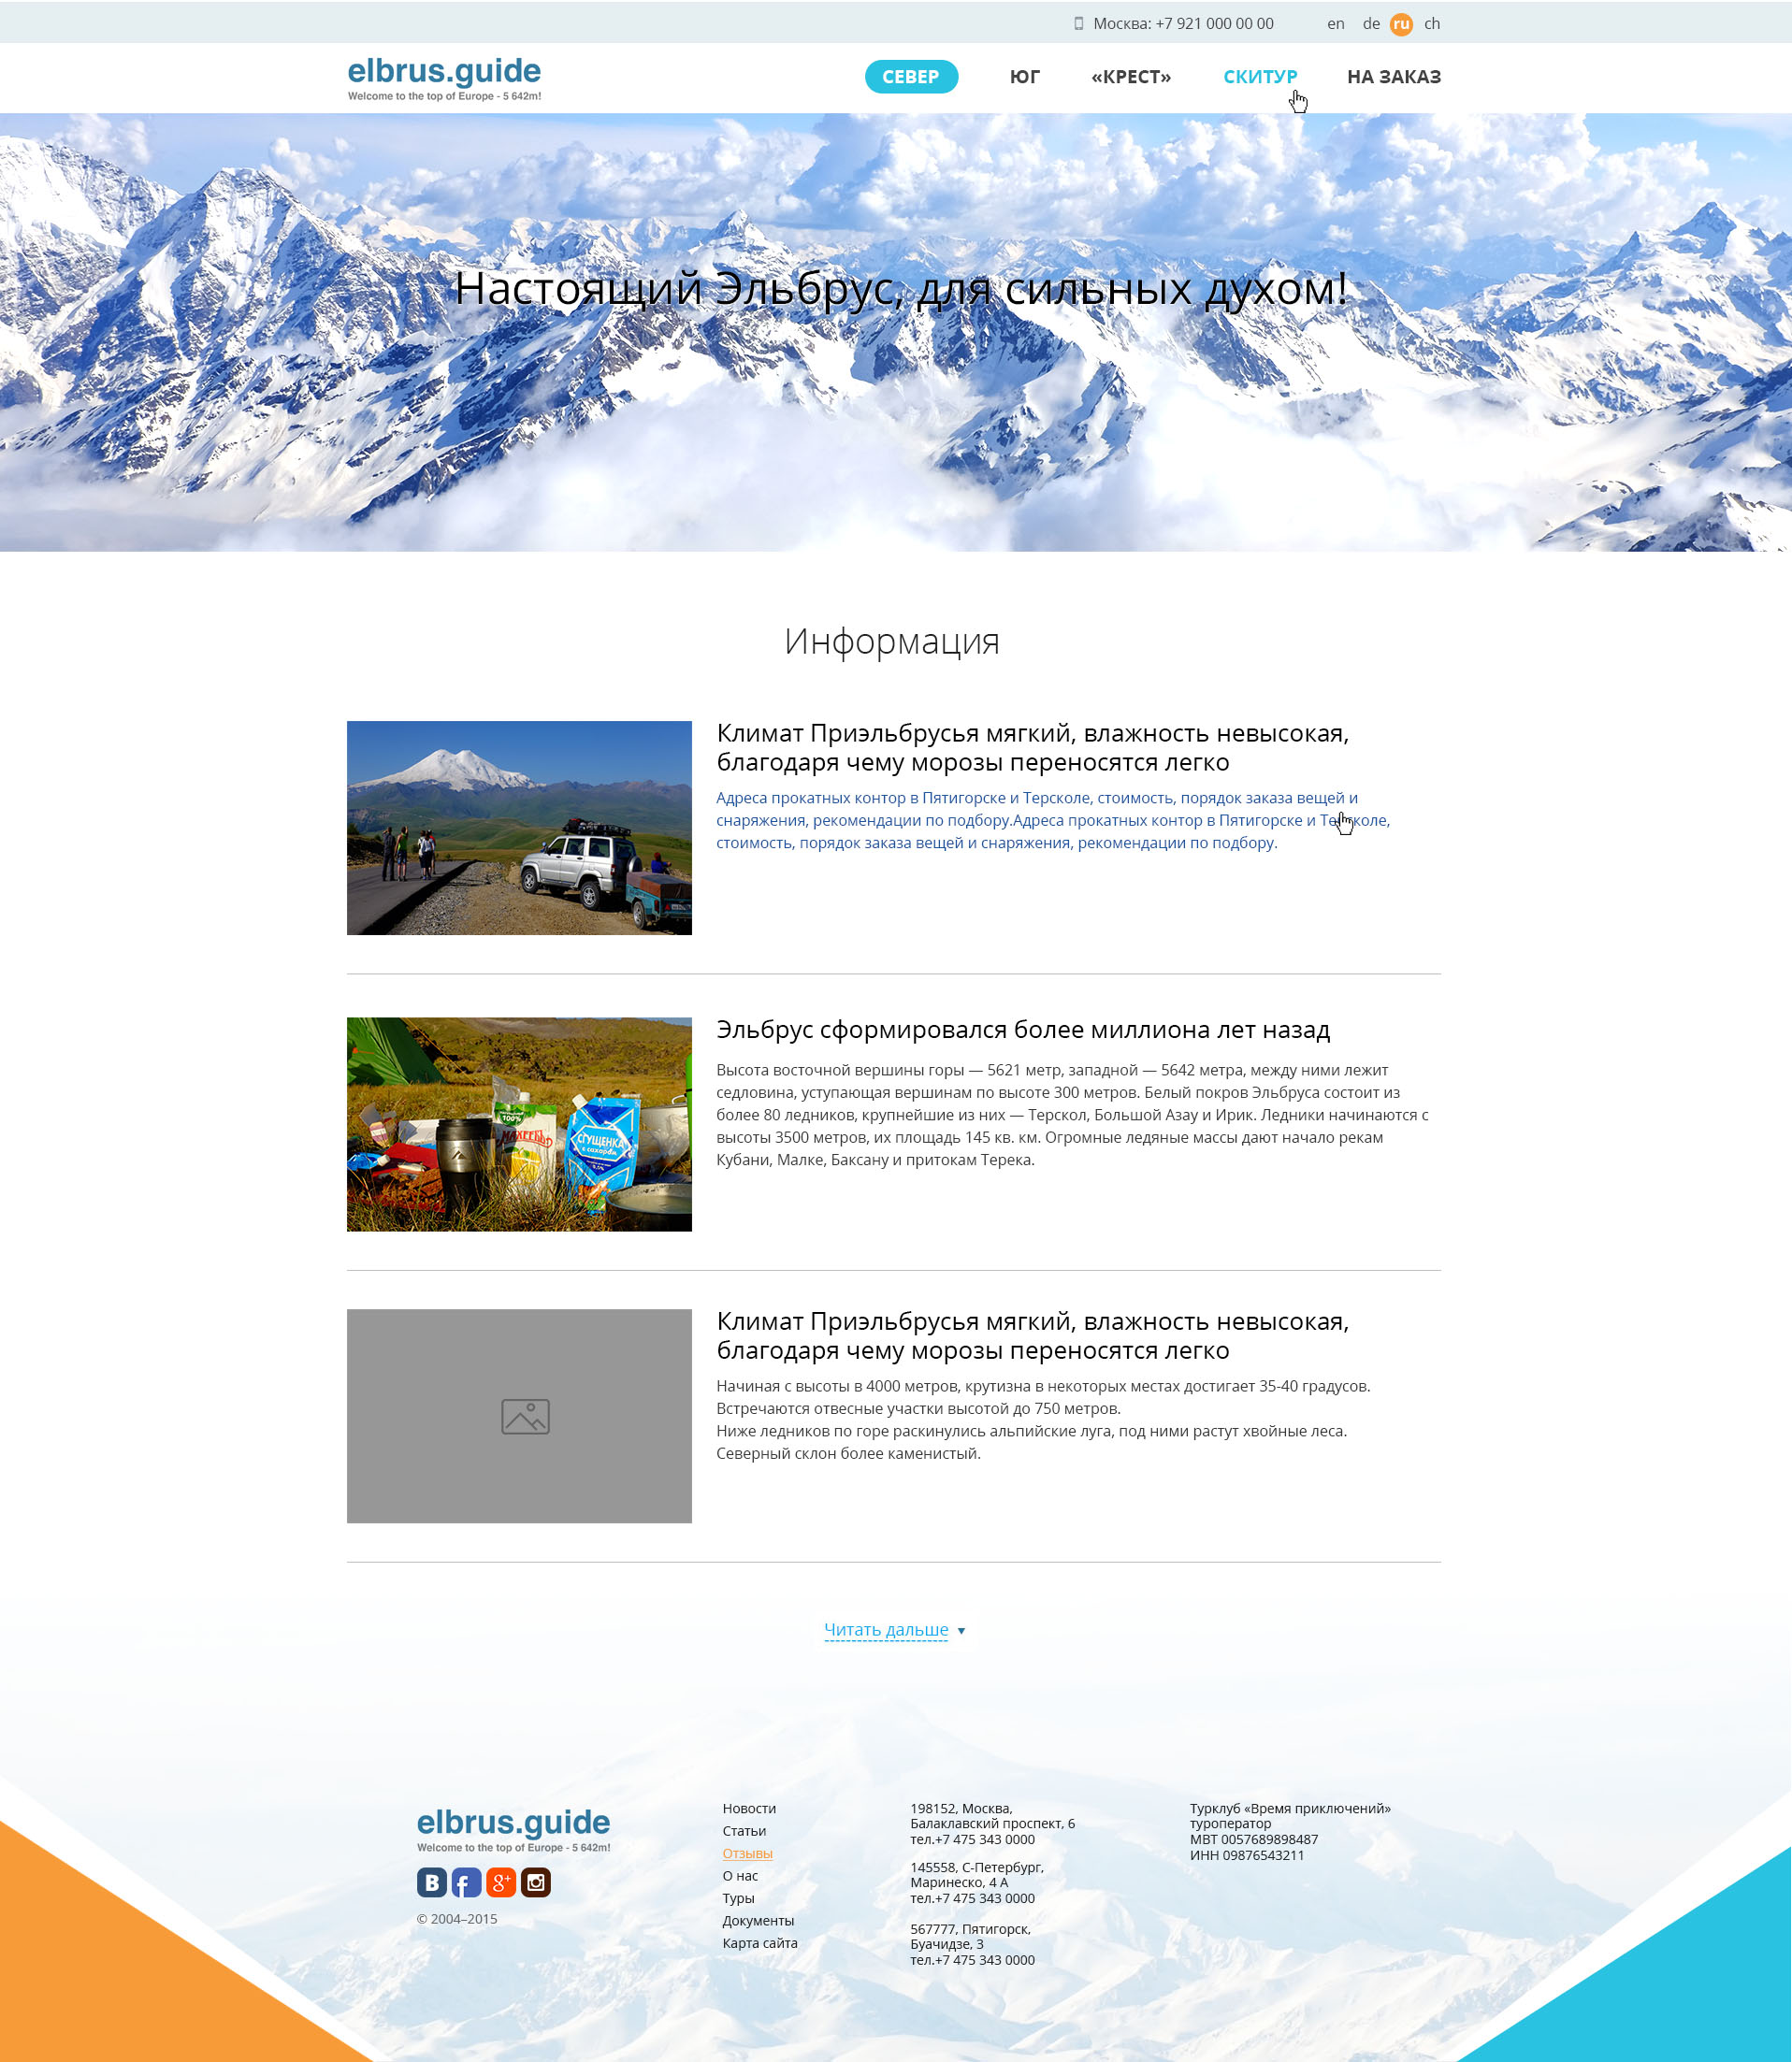 Москва: +7 921 000 00 00 en de ru ch
elbrus.guide
Welcome to the top of Europe - 5 642m!
СЕВЕР ЮГ «КРЕСТ» СКИТУР НА ЗАКАЗ
Настоящий Эльбрус, для сильных духом!
Информация
Климат Приэльбрусья мягкий, влажность невысокая,
благодаря чему морозы переносятся легко
Адреса прокатных контор в Пятигорске и Терсколе, стоимость, порядок заказа вещей и
снаряжения, рекомендации по подбору.Адреса прокатных контор в Пятигорске и Терсколе,
стоимость, порядок заказа вещей и снаряжения, рекомендации по подбору.
Эльбрус сформировался более миллиона лет назад
Высота восточной вершины горы — 5621 метр, западной — 5642 метра, между ними лежит
седловина, уступающая вершинам по высоте 300 метров. Белый покров Эльбруса состоит из
более 80 ледников, крупнейшие из них — Терскол, Большой Азау и Ирик. Ледники начинаются с
высоты 3500 метров, их площадь 145 кв. км. Огромные ледяные массы дают начало рекам
Кубани, Малке, Баксану и притокам Терека.
100%
МАХЕЕВЪ
СГУЩЕНКА
с сахаром
8,5%
Климат Приэльбрусья мягкий, влажность невысокая,
благодаря чему морозы переносятся легко
Начиная с высоты в 4000 метров, крутизна в некоторых местах достигает 35-40 градусов.
Встречаются отвесные участки высотой до 750 метров.
Ниже ледников по горе раскинулись альпийские луга, под ними растут хвойные леса.
Северный склон более каменистый.
Читать дальше
elbrus.guide
Welcome to the top of Europe - 5 642m!
© 2004–2015
Новости
Статьи
Отзывы
О нас
Туры
Документы
Карта сайта
198152, Москва,
Балаклавский проспект, 6
тел.+7 475 343 0000
145558, С-Петербург,
Маринеско, 4 А
тел.+7 475 343 0000
567777, Пятигорск,
Буачидзе, 3
тел.+7 475 343 0000
Турклуб «Время приключений»
туроператор
МВТ 0057689898487
ИНН 09876543211